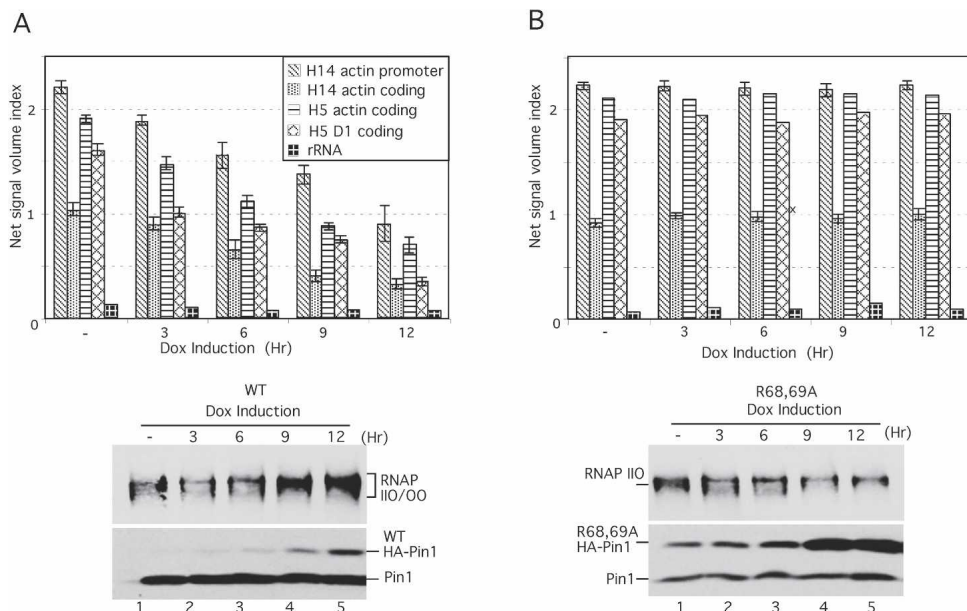 A
Net signal volume index
2
1
0
H14 actin promoter
H14 actin coding
H5 actin coding
H5 D1 coding
rRNA
- 3 6 9 12
Dox Induction (Hr)
WT
Dox Induction
- 3 6 9 12 (Hr)
RNAP
IIO/OO
WT
HA-Pin1
Pin1
1 2 3 4 5
B
Net signal volume index
2
1
0
x
- 3 6 9 12
Dox Induction (Hr)
R68,69A
Dox Induction
- 3 6 9 12 (Hr)
RNAP IIO
R68,69A
HA-Pin1
Pin1
1 2 3 4 5